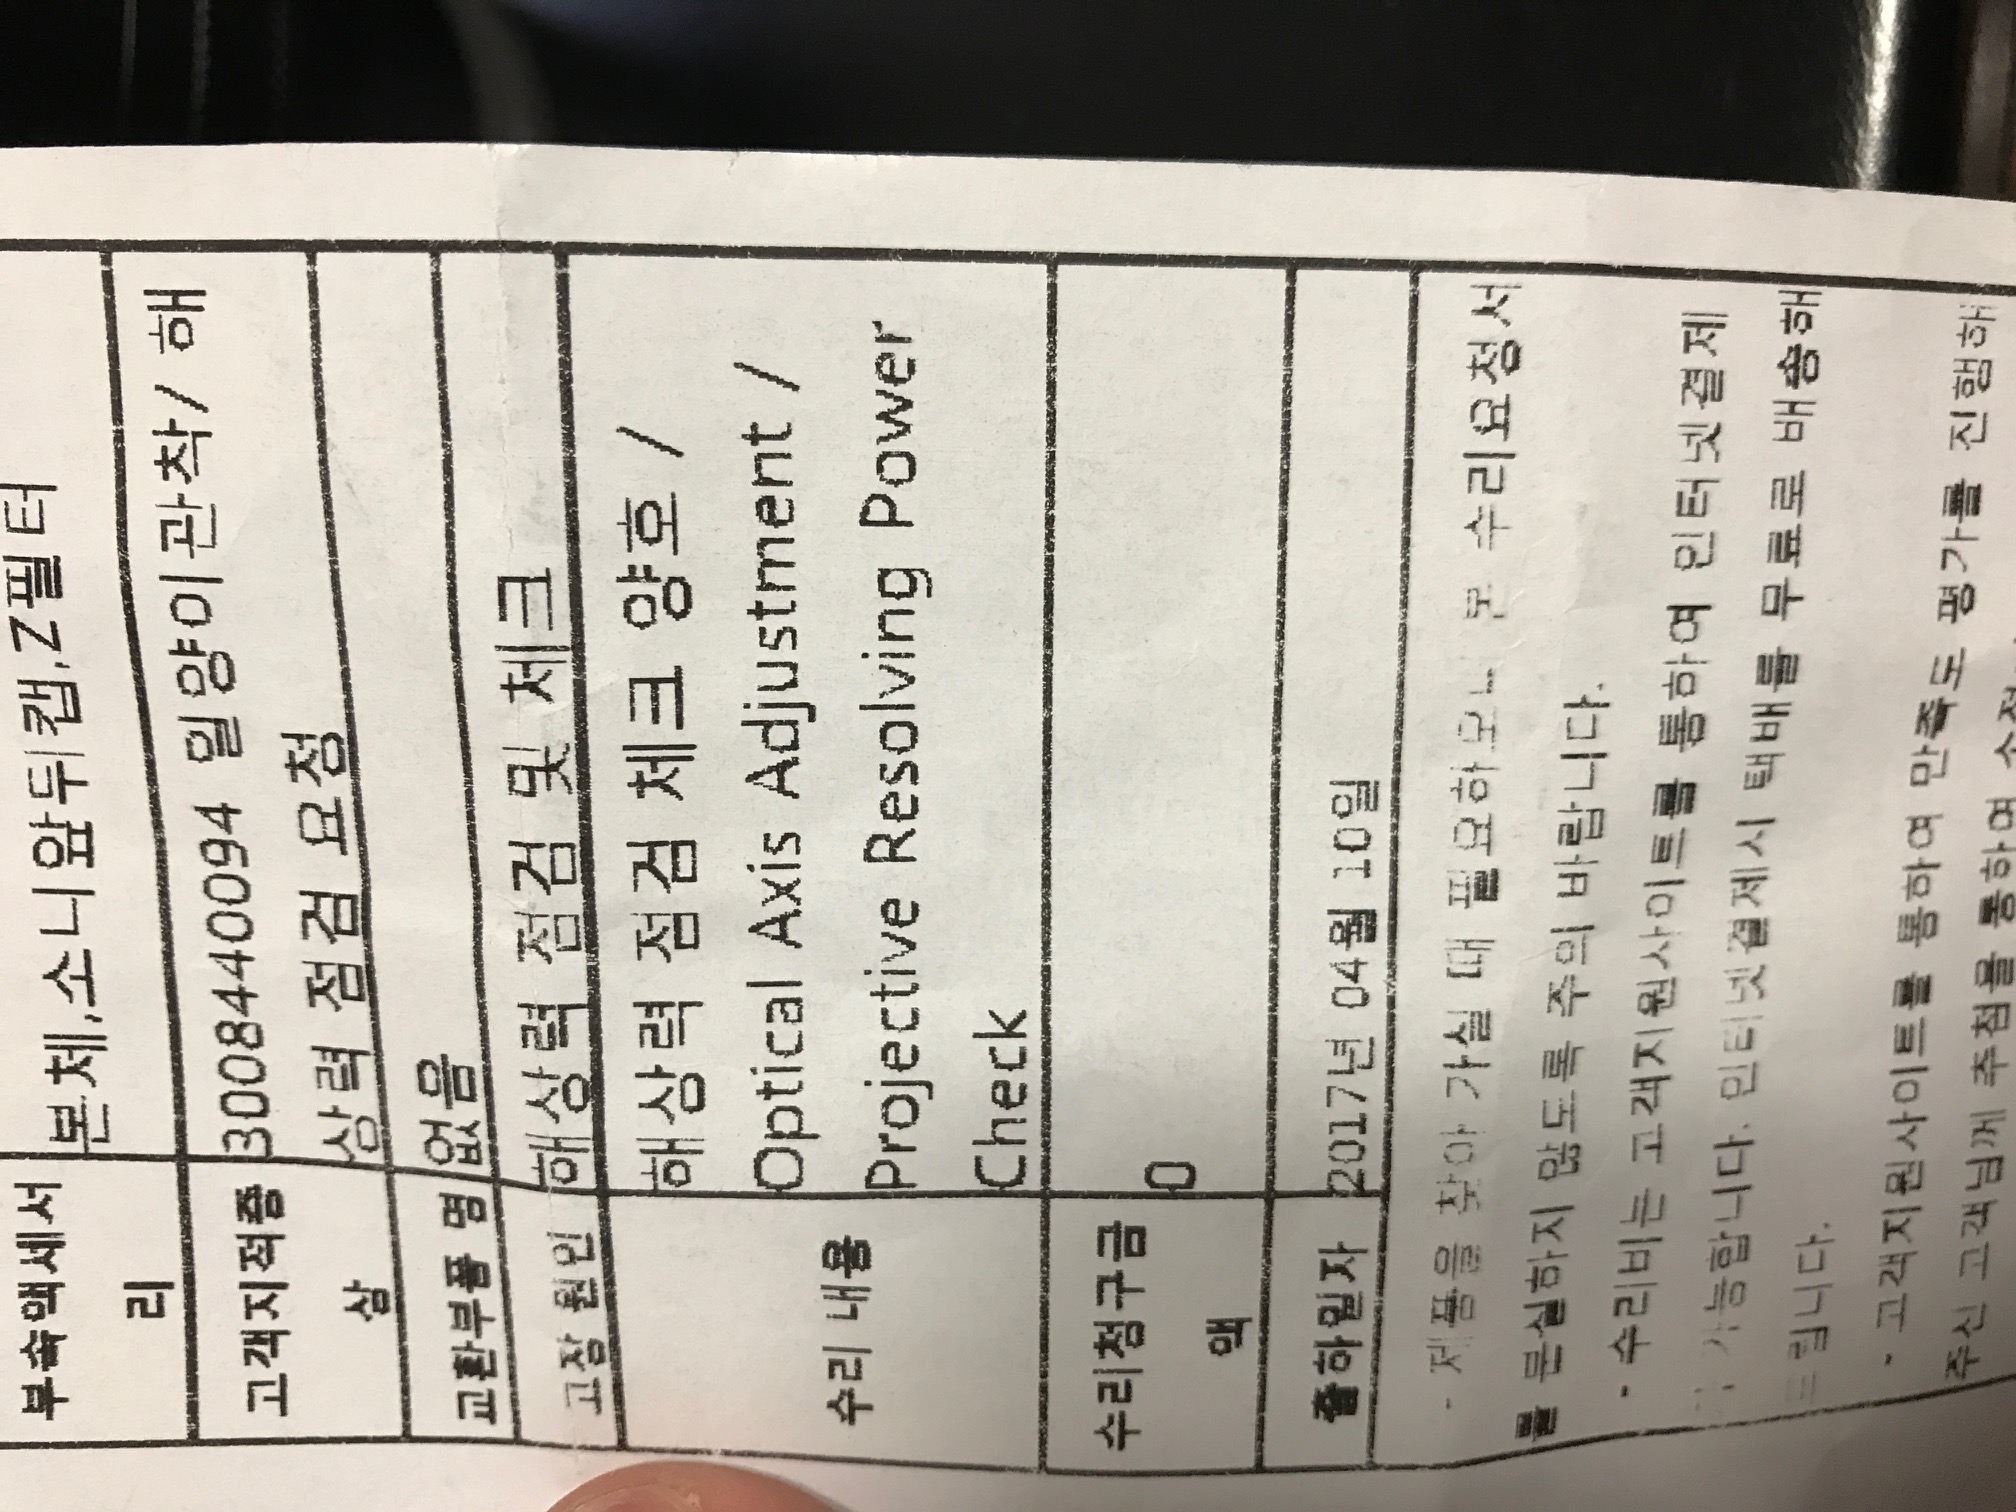 부속액세서리
본체,소니앞뒤캡,Z필터
고객지적증상
30084440094 일양이관착/ 해
상력 점검 요청
교환부품 명
없음
고장 원인
해상력 점검 및 체크
수리 내용
해상력 점검 체크 양호 /
Optical Axis Adjustment /
Projective Resolving Power
Check
수리청구금액
0
출하일자
2017년 04월 10일
- 제품을 찾아 가실 때 필요하오니 본 수리요청서
를 분실하지 않도록 주의 바랍니다.
- 수리비는 고객지원사이트를 통하여 인터넷결제
가능합니다. 인터넷결제시 택배를 무료로 배송해
드립니다.
- 고객지원사이트를 통하여 만족도 평가를 진행해
주신 고객님께 추첨을 통하여